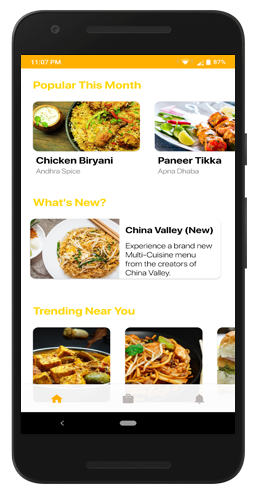 11:07 PM
87%
Popular This Month
Chicken Biryani
Paneer Tikka
Andhra Spice
Apna Dhaba
What's New?
China Valley (New)
Experience a brand new
Multi-Cuisine menu
from the creators of
China Valley.
Trending Near You